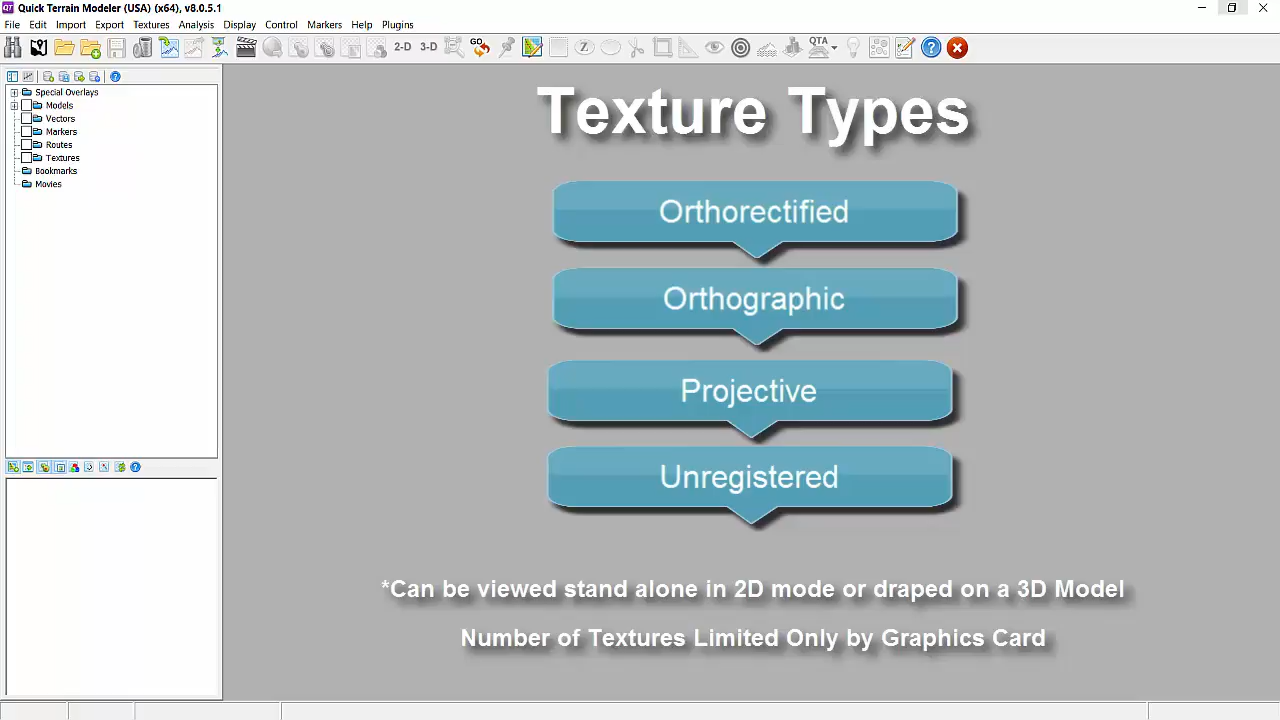 Quick Terrain Modeler (USA) (x64), v8.0.5.1
File Edit Import Export Textures Analysis Display Control Markers Help Plugins
2-D 3-D GO QTA
Special Overlays
Models
Vectors
Markers
Routes
Textures
Bookmarks
Movies
Texture Types
Orthorectified
Orthographic
Projective
Unregistered
*Can be viewed stand alone in 2D mode or draped on a 3D Model
Number of Textures Limited Only by Graphics Card